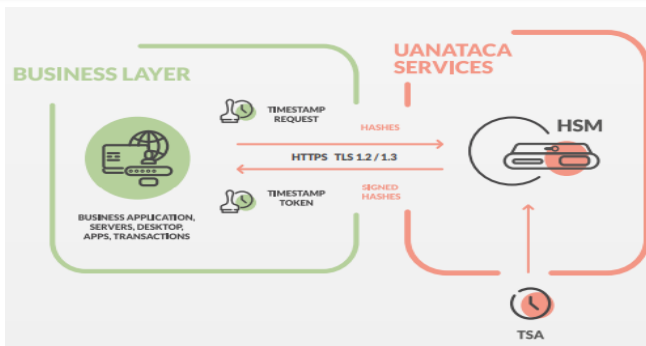 BUSINESS LAYER
UANATACA
SERVICES
TIMESTAMP
REQUEST
HASHES
HTTPS TLS 1.2 / 1.3
HSM
TIMESTAMP
TOKEN
SIGNED
HASHES
BUSINESS APPLICATION,
SERVERS, DESKTOP,
APPS, TRANSACTIONS
TSA